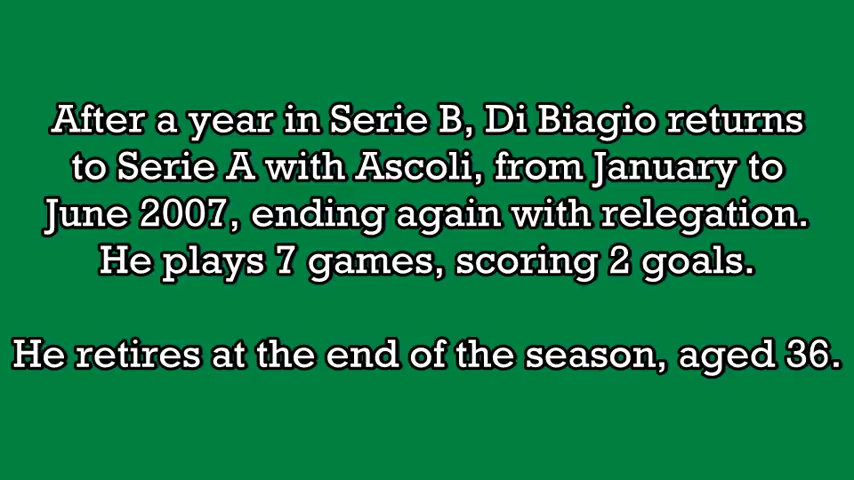 After a year in Serie B, Di Biagio returns
to Serie A with Ascoli, from January to
June 2007, ending again with relegation.
He plays 7 games, scoring 2 goals.
He retires at the end of the season, aged 36.